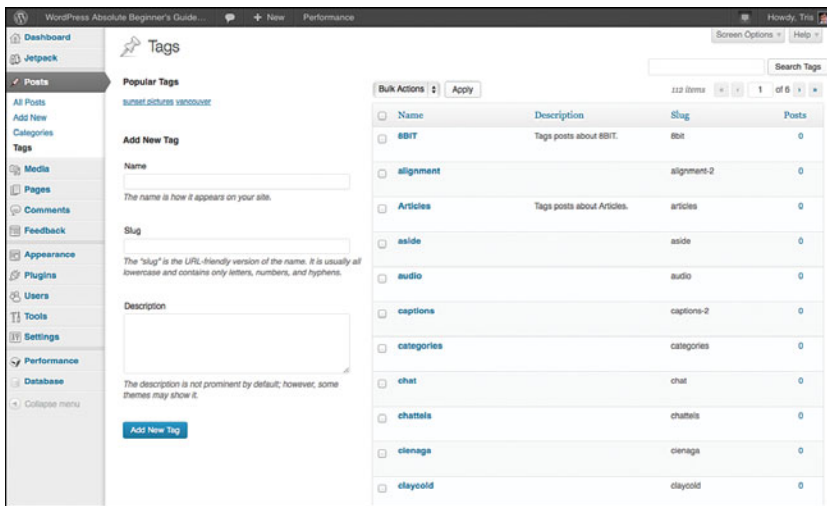 WordPress Absolute Beginner's Guide... + New Performance Howdy, Tris
Dashboard
Jetpack
Posts
All Posts
Add New
Categories
Tags
Media
Pages
Comments
Feedback
Appearance
Plugins
Users
Tools
Settings
Performance
Database
Collapse menu
Screen Options Help
Tags
Search Tags
Popular Tags
sunset pictures vancouver
Add New Tag
Name
The name is how it appears on your site.
Slug
The "slug" is the URL-friendly version of the name. It is usually all
lowercase and contains only letters, numbers, and hyphens.
Description
The description is not prominent by default; however, some
themes may show it.
Add New Tag
Bulk Actions Apply 112 items « ‹ 1 of 6 › »
Name Description Slug Posts
8BIT Tags posts about 8BIT. 8bit 0
alignment alignment-2 0
Articles Tags posts about Articles. articles 0
aside aside 0
audio audio 0
captions captions-2 0
categories categories 0
chat chat 0
chattels chattels 0
cienaga cienaga 0
claycold claycold 0